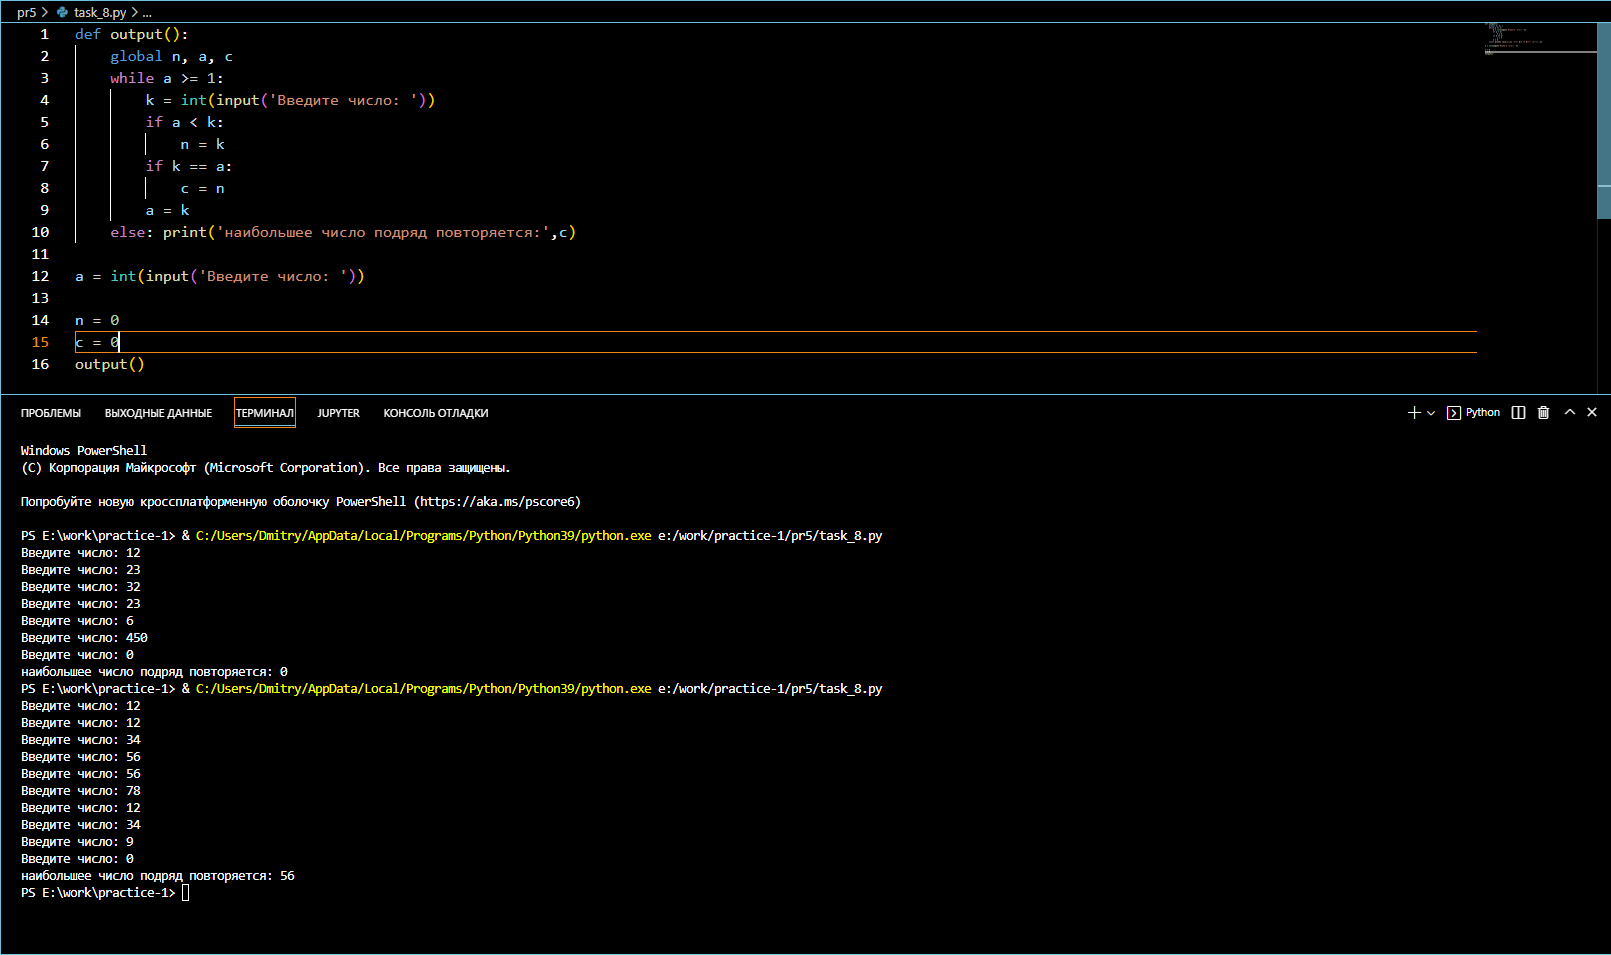 pr5 > task_8.py > ...
1 def output():
2     global n, a, c
3     while a >= 1:
4         k = int(input('Введите число: '))
5         if a < k:
6             n = k
7         if k == a:
8             c = n
9         a = k
10     else: print('наибольшее число подряд повторяется:',c)
11
12 a = int(input('Введите число: '))
13
14 n = 0
15 c = 0
16 output()
ПРОБЛЕМЫ ВЫХОДНЫЕ ДАННЫЕ ТЕРМИНАЛ JUPYTER КОНСОЛЬ ОТЛАДКИ Python
Windows PowerShell
(C) Корпорация Майкрософт (Microsoft Corporation). Все права защищены.
Попробуйте новую кроссплатформенную оболочку PowerShell (https://aka.ms/pscore6)
PS E:\work\practice-1> & C:/Users/Dmitry/AppData/Local/Programs/Python/Python39/python.exe e:/work/practice-1/pr5/task_8.py
Введите число: 12
Введите число: 23
Введите число: 32
Введите число: 23
Введите число: 6
Введите число: 450
Введите число: 0
наибольшее число подряд повторяется: 0
PS E:\work\practice-1> & C:/Users/Dmitry/AppData/Local/Programs/Python/Python39/python.exe e:/work/practice-1/pr5/task_8.py
Введите число: 12
Введите число: 12
Введите число: 34
Введите число: 56
Введите число: 56
Введите число: 78
Введите число: 12
Введите число: 34
Введите число: 9
Введите число: 0
наибольшее число подряд повторяется: 56
PS E:\work\practice-1>